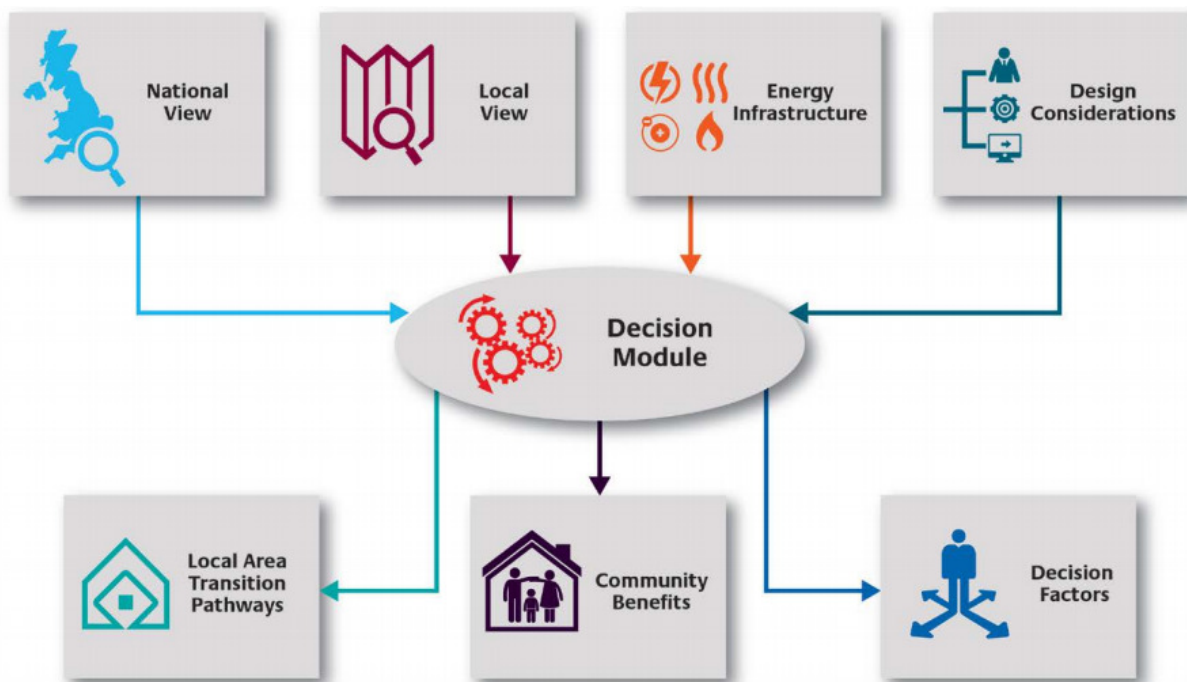 National
View
Local
View
Energy
Infrastructure
Design
Considerations
Decision
Module
Local Area
Transition
Pathways
Community
Benefits
Decision
Factors